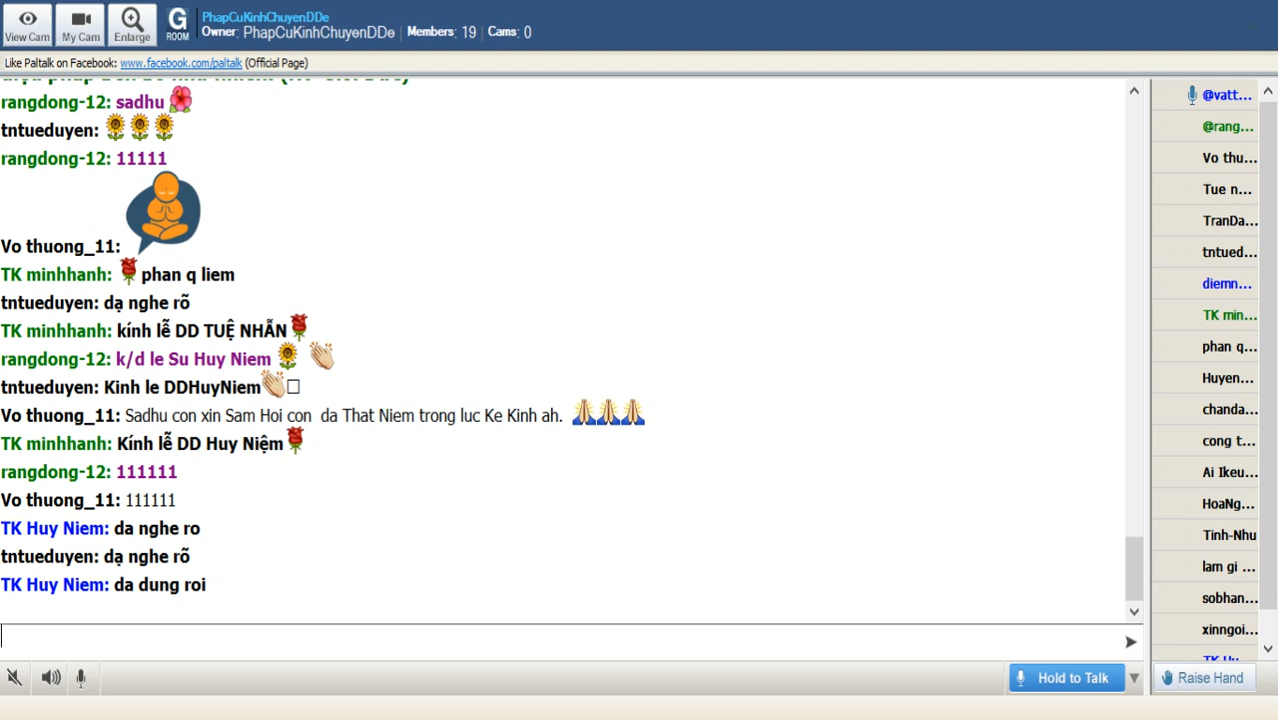 PhapCuKinhChuyenDDe
Owner: PhapCuKinhChuyenDDe | Members: 19 | Cams: 0
View Cam
My Cam
Enlarge
G
ROOM
Like Paltalk on Facebook: www.facebook.com/paltalk (Official Page)
rangdong-12: sadhu
tntueduyen:
rangdong-12: 11111
Vo thuong_11:
TK minhhanh: phan q liem
tntueduyen: dạ nghe rõ
TK minhhanh: kính lễ DD TUỆ NHẪN
rangdong-12: k/d le Su Huy Niem
tntueduyen: Kinh le DDHuyNiem
Vo thuong_11: Sadhu con xin Sam Hoi con da That Niem trong luc Ke Kinh ah.
TK minhhanh: Kính lễ DD Huy Niệm
rangdong-12: 111111
Vo thuong_11: 111111
TK Huy Niem: da nghe ro
tntueduyen: dạ nghe rõ
TK Huy Niem: da dung roi
@vatt...
@rang...
Vo thu...
Tue n...
TranDa...
tntued...
diemn...
TK min...
phan q...
Huyen...
chanda...
cong t...
Ai Ikeu...
HoaNg...
Tinh-Nhu
lam gi ...
sobhan...
xinngoi...
Hold to Talk
Raise Hand